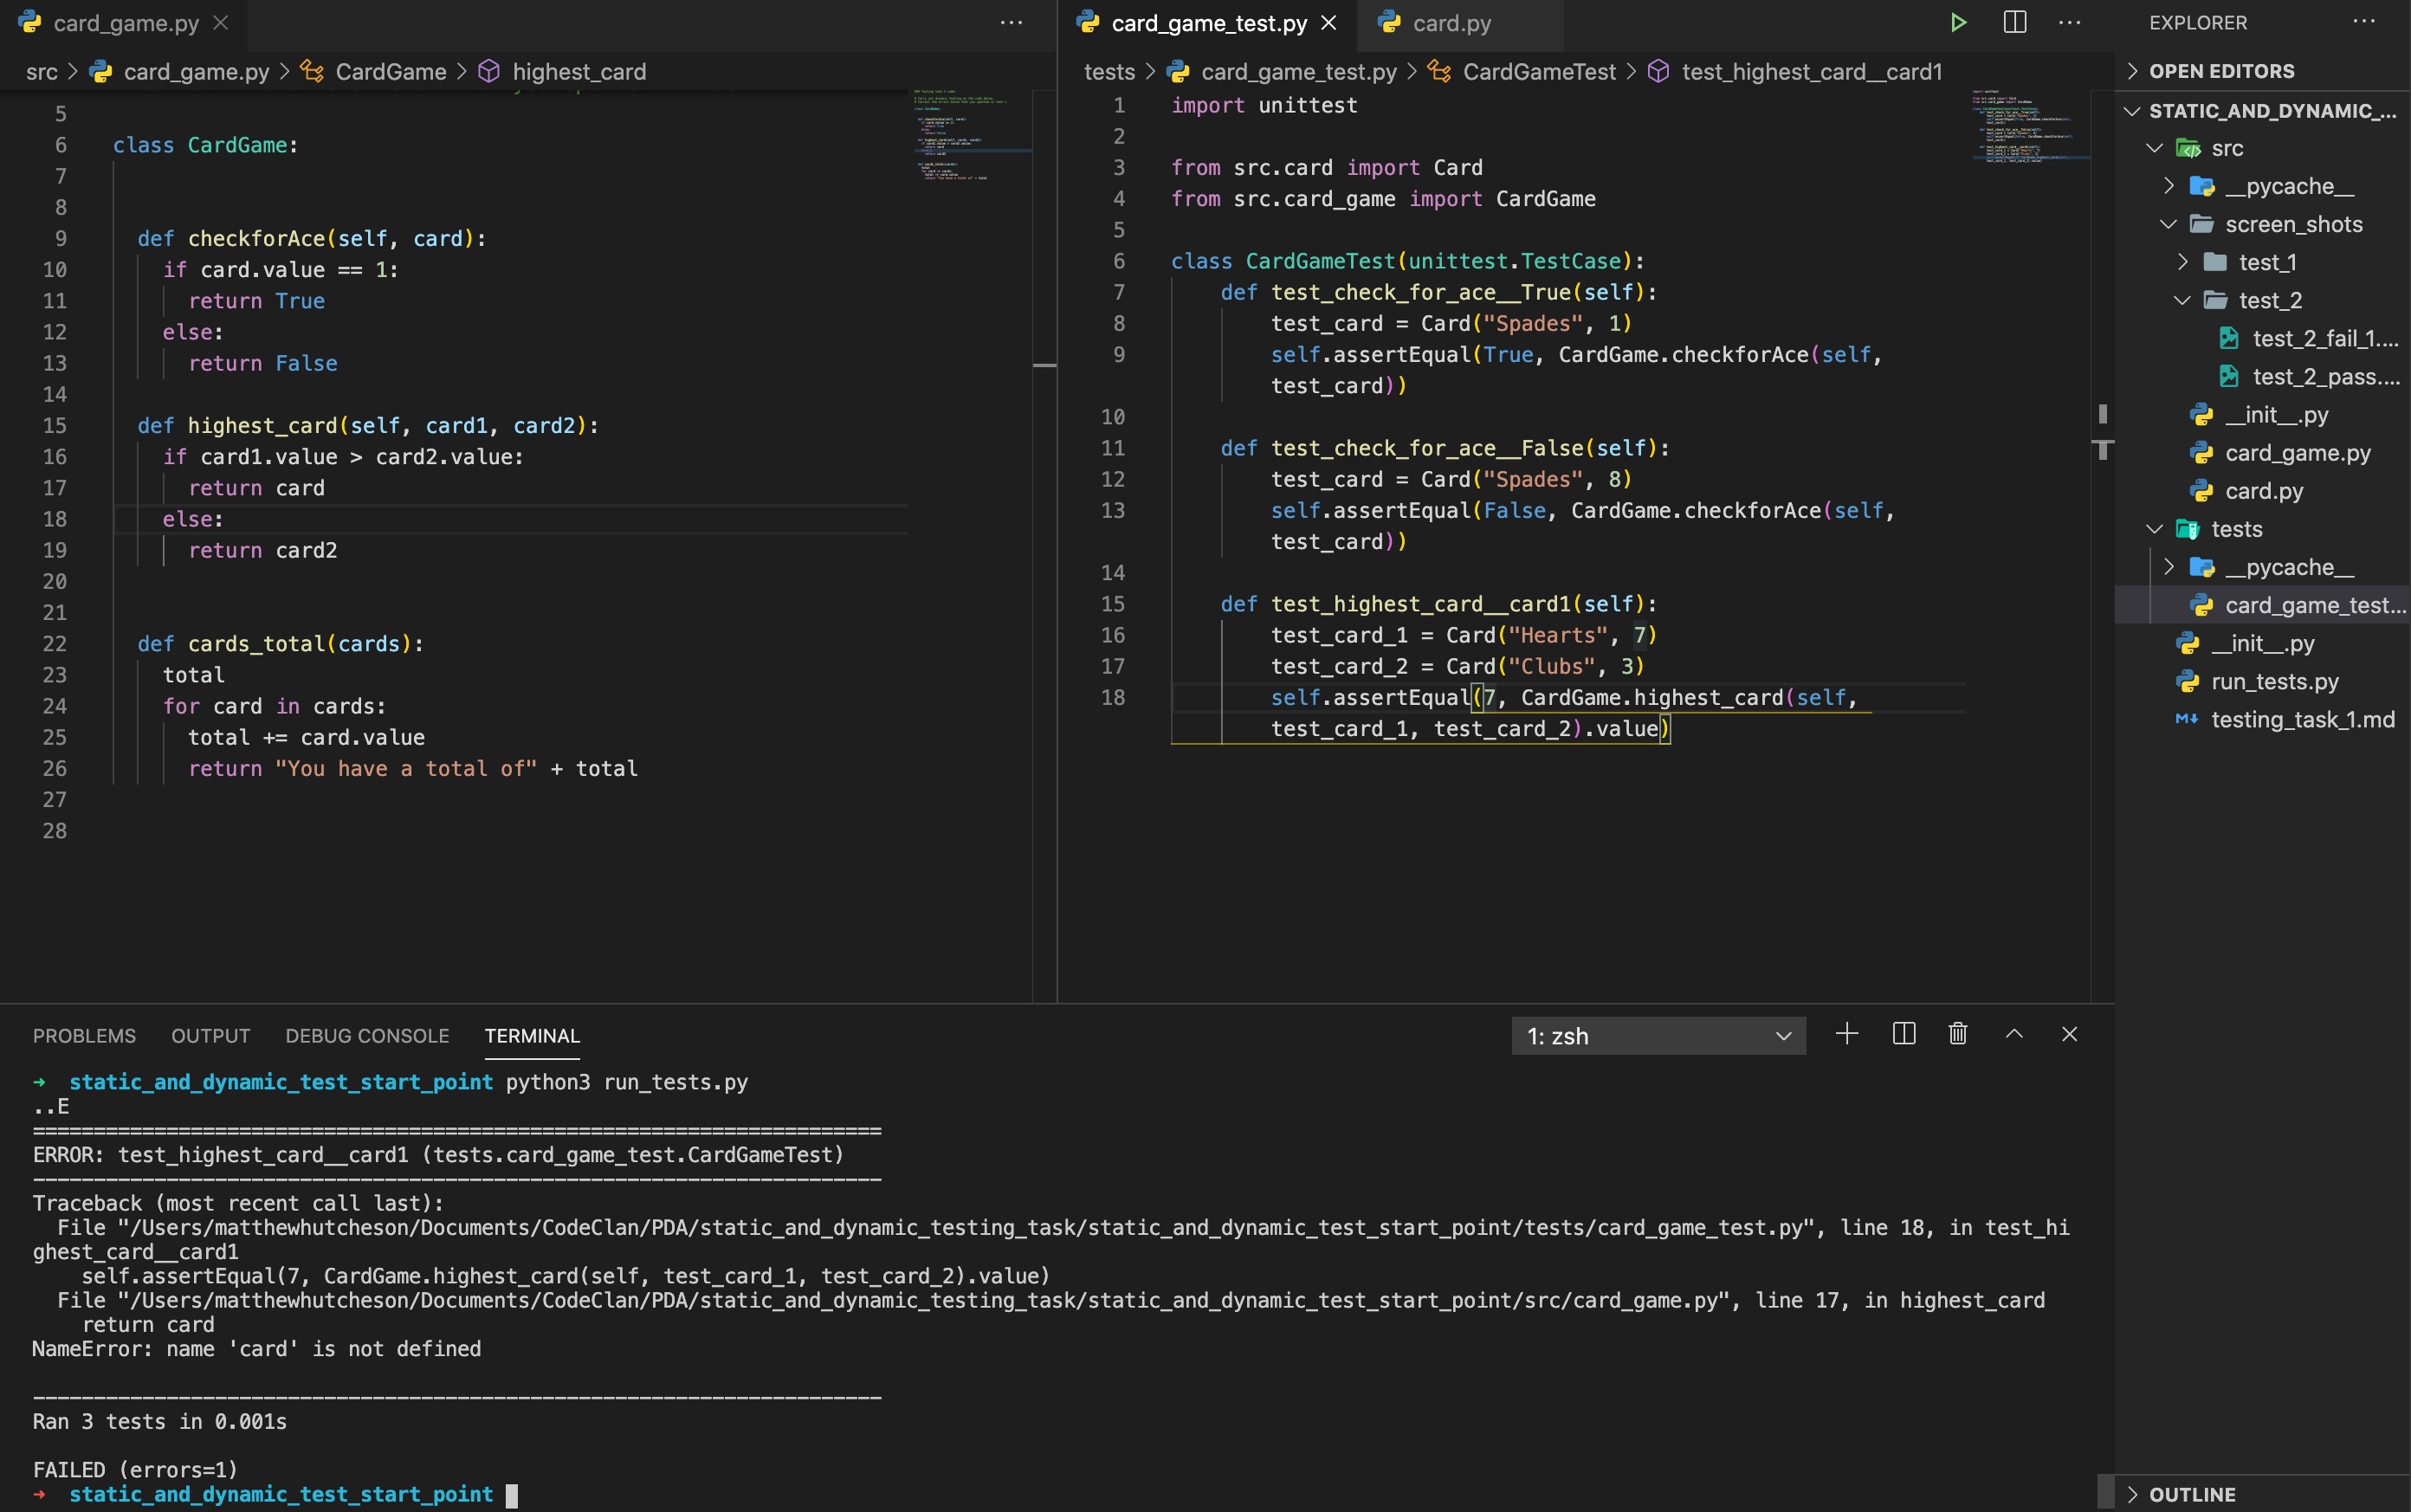 card_game.py
src > card_game.py > CardGame > highest_card
5
6 class CardGame:
7
8
9 def checkforAce(self, card):
10 if card.value == 1:
11 return True
12 else:
13 return False
14
15 def highest_card(self, card1, card2):
16 if card1.value > card2.value:
17 return card
18 else:
19 return card2
20
21
22 def cards_total(cards):
23 total
24 for card in cards:
25 total += card.value
26 return "You have a total of" + total
27
28
card_game_test.py
card.py
tests > card_game_test.py > CardGameTest > test_highest_card__card1
1 import unittest
2
3 from src.card import Card
4 from src.card_game import CardGame
5
6 class CardGameTest(unittest.TestCase):
7 def test_check_for_ace__True(self):
8 test_card = Card("Spades", 1)
9 self.assertEqual(True, CardGame.checkforAce(self,
test_card))
10
11 def test_check_for_ace__False(self):
12 test_card = Card("Spades", 8)
13 self.assertEqual(False, CardGame.checkforAce(self,
test_card))
14
15 def test_highest_card__card1(self):
16 test_card_1 = Card("Hearts", 7)
17 test_card_2 = Card("Clubs", 3)
18 self.assertEqual(7, CardGame.highest_card(self,
test_card_1, test_card_2).value)
EXPLORER
OPEN EDITORS
STATIC_AND_DYNAMIC_...
src
__pycache__
screen_shots
test_1
test_2
test_2_fail_1....
test_2_pass....
__init__.py
card_game.py
card.py
tests
__pycache__
card_game_test...
__init__.py
run_tests.py
testing_task_1.md
OUTLINE
PROBLEMS OUTPUT DEBUG CONSOLE TERMINAL
1: zsh
➜ static_and_dynamic_test_start_point python3 run_tests.py
..E
======================================================================
ERROR: test_highest_card__card1 (tests.card_game_test.CardGameTest)
----------------------------------------------------------------------
Traceback (most recent call last):
File "/Users/matthewhutcheson/Documents/CodeClan/PDA/static_and_dynamic_testing_task/static_and_dynamic_test_start_point/tests/card_game_test.py", line 18, in test_hi
ghest_card__card1
self.assertEqual(7, CardGame.highest_card(self, test_card_1, test_card_2).value)
File "/Users/matthewhutcheson/Documents/CodeClan/PDA/static_and_dynamic_testing_task/static_and_dynamic_test_start_point/src/card_game.py", line 17, in highest_card
return card
NameError: name 'card' is not defined
----------------------------------------------------------------------
Ran 3 tests in 0.001s
FAILED (errors=1)
➜ static_and_dynamic_test_start_point